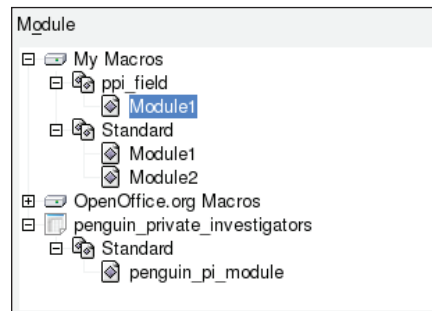 Module
My Macros
ppi_field
Module1
Standard
Module1
Module2
OpenOffice.org Macros
penguin_private_investigators
Standard
penguin_pi_module